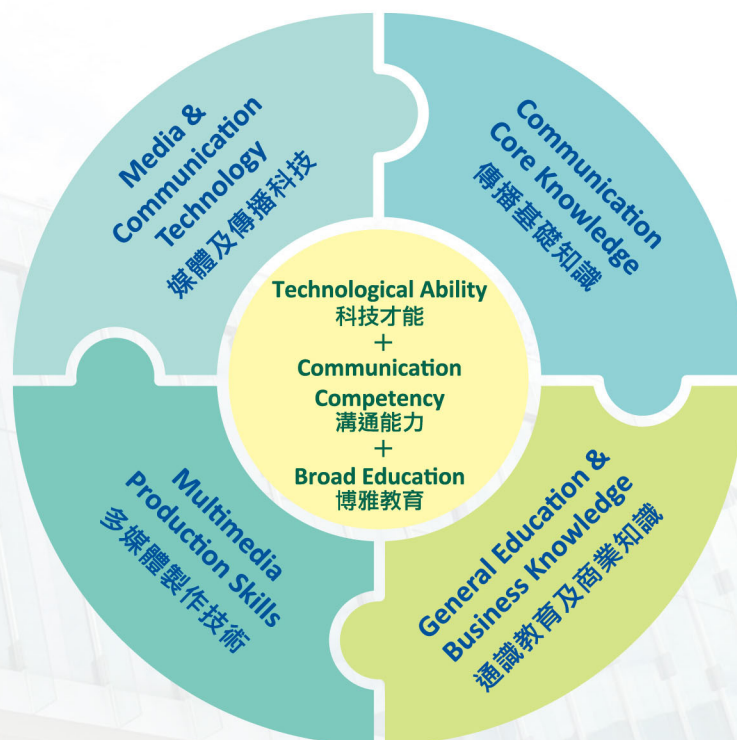 Media &
Communication
Technology
媒體及傳播科技
Communication
Core Knowledge
傳播基礎知識
Technological Ability
科技才能
+
Communication
Competency
溝通能力
+
Broad Education
博雅教育
Multimedia
Production Skills
多媒體製作技術
General Education &
Business Knowledge
通識教育及商業知識